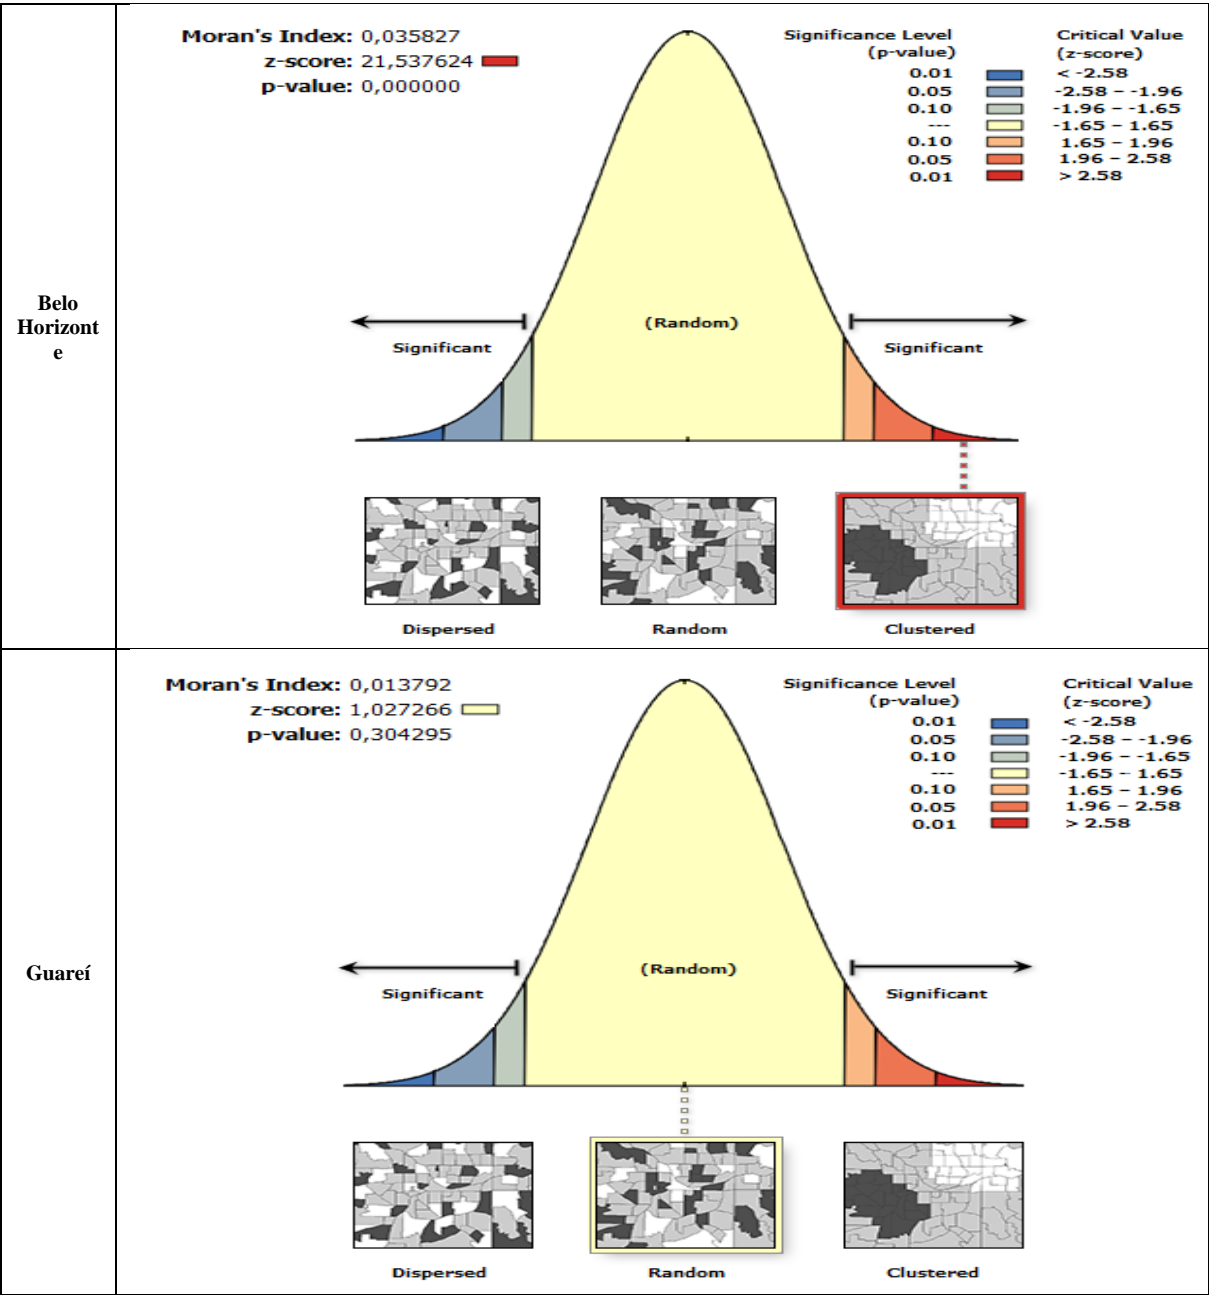 Belo
Horizont
e
Moran's Index: 0,035827
z-score: 21,537624
p-value: 0,000000
Significance Level
(p-value)
Critical Value
(z-score)
0.01 < -2.58
0.05 -2.58 – -1.96
0.10 -1.96 – -1.65
--- -1.65 – 1.65
0.10 1.65 – 1.96
0.05 1.96 – 2.58
0.01 > 2.58
(Random)
Significant
Significant
Dispersed
Random
Clustered
Guareí
Moran's Index: 0,013792
z-score: 1,027266
p-value: 0,304295
Significance Level
(p-value)
Critical Value
(z-score)
0.01 < -2.58
0.05 -2.58 – -1.96
0.10 -1.96 – -1.65
--- -1.65 – 1.65
0.10 1.65 – 1.96
0.05 1.96 – 2.58
0.01 > 2.58
(Random)
Significant
Significant
Dispersed
Random
Clustered